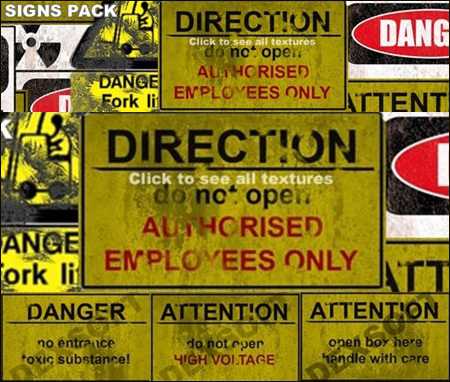 SIGNS PACK
DIRECTION
Click to see all textures
do not open
AUTHORISED
EMPLOYEES ONLY
DANGE
Fork li
DANG
ATTENT
DIRECTION
Click to see all textures
do not open
AUTHORISED
EMPLOYEES ONLY
ANGE
ork li
ATT
DANGER
no entrance
toxic substance!
ATTENTION
do not open
HIGH VOLTAGE
ATTENTION
open box here
handle with care